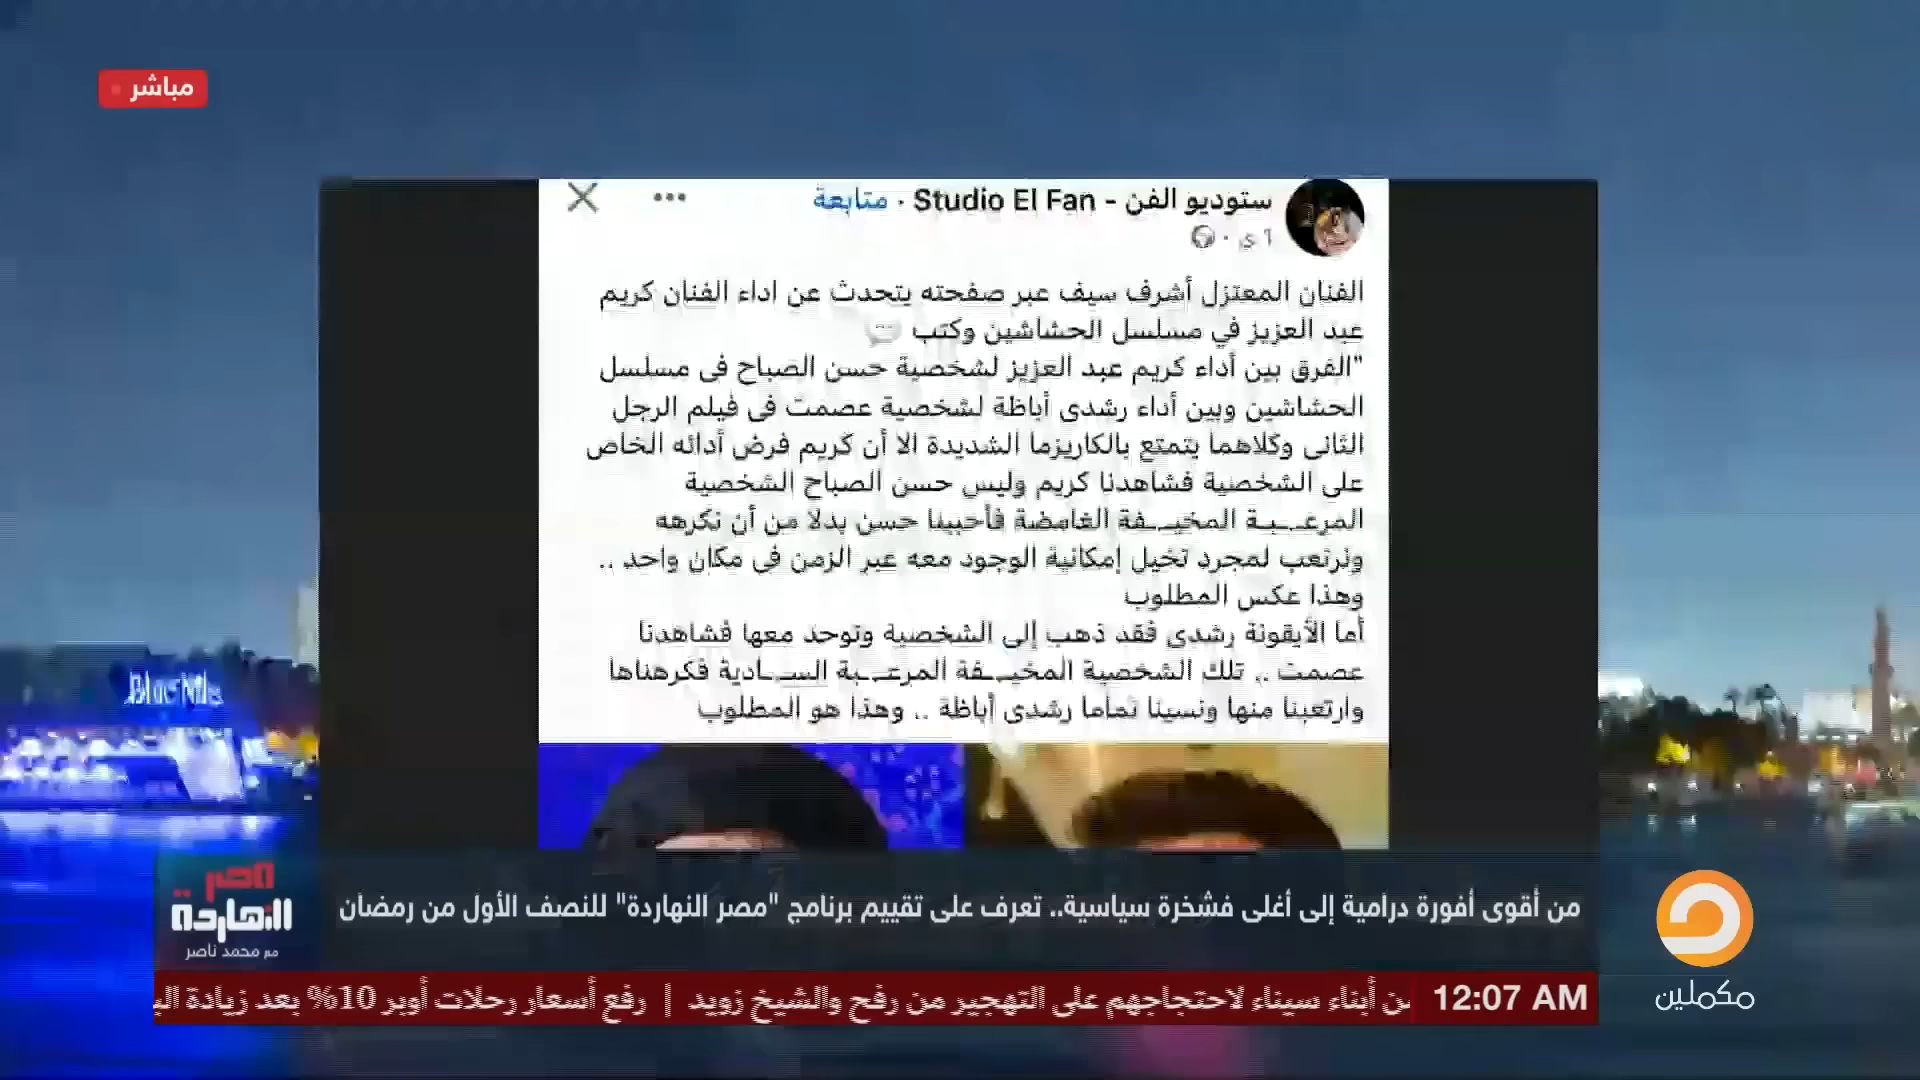 مباشر
ستوديو الفن - Studio El Fan · متابعة
1 ي ·
الفنان المعتزل أشرف سيف عبر صفحته يتحدث عن اداء الفنان كريم
عبد العزيز في مسلسل الحشاشين وكتب
"الفرق بين أداء كريم عبد العزيز لشخصية حسن الصباح فى مسلسل
الحشاشين وبين أداء رشدى أباظة لشخصية عصمت فى فيلم الرجل
الثانى وكلاهما يتمتع بالكاريزما الشديدة الا أن كريم فرض أدائه الخاص
على الشخصية فشاهدنا كريم وليس حسن الصباح الشخصية
المرعـــبـة المخيـــفة الغامضة فأحببنا حسن بدلا من أن نكرهه
ونرتعب لمجرد تخيل إمكانية الوجود معه عبر الزمن فى مكان واحد ..
وهذا عكس المطلوب
أما الأيقونة رشدى فقد ذهب إلى الشخصية وتوحد معها فشاهدنا
عصمت .. تلك الشخصية المخيـــفة المرعـــبة الســـادية فكرهناها
وارتعبنا منها ونسينا تماما رشدى أباظة .. وهذا هو المطلوب
Blue Nile
مصر
النهاردة
مع محمد ناصر
من أقوى أفورة درامية إلى أغلى فشخرة سياسية.. تعرف على تقييم برنامج "مصر النهاردة" للنصف الأول من رمضان
12:07 AM
من أبناء سيناء لاحتجاجهم على التهجير من رفح والشيخ زويد | رفع أسعار رحلات أوبر 10% بعد زيادة
مكملين